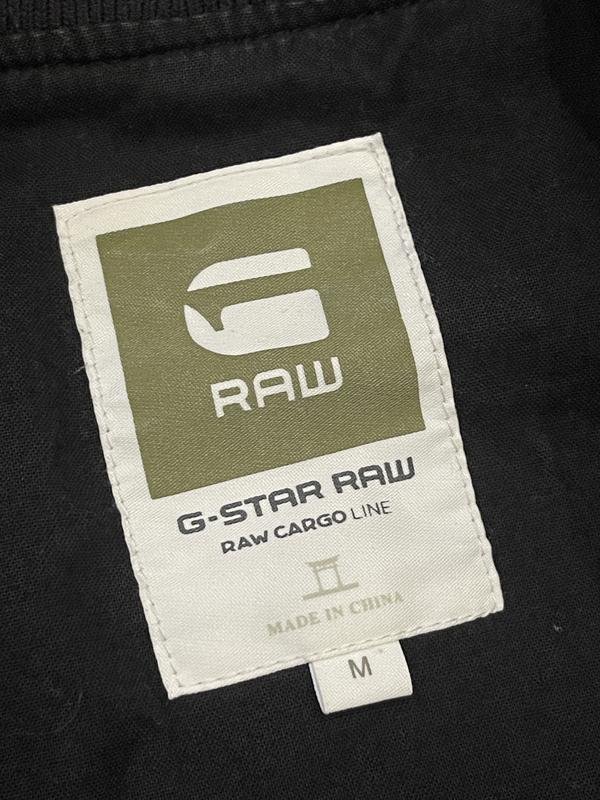 G
RAW
G-STAR RAW
RAW CARGO LINE
MADE IN CHINA
M